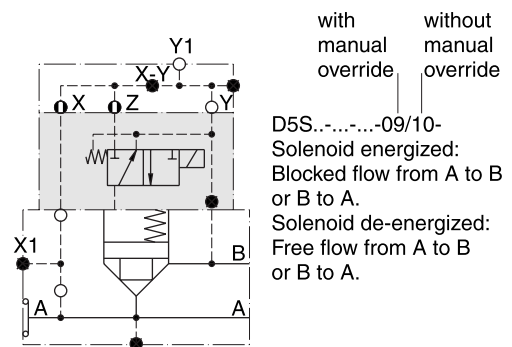 with
manual
override
without
manual
override
Y1
X-Y
X
Z
Y
D5S..-...-...-09/10-
Solenoid energized:
Blocked flow from A to B
or B to A.
Solenoid de-energized:
Free flow from A to B
or B to A.
X1
B
A
A